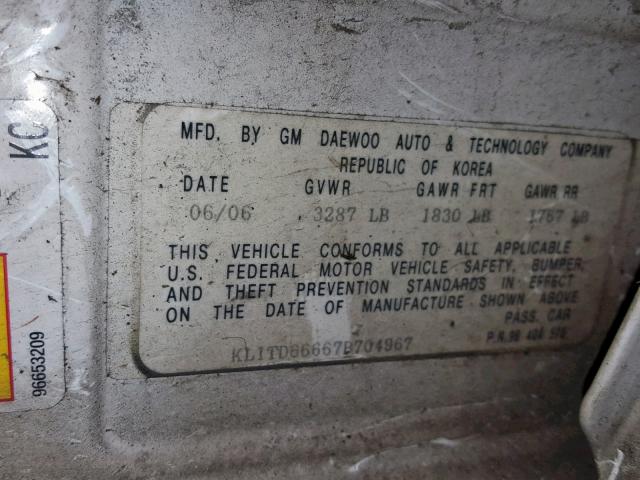 MFD. BY GM DAEWOO AUTO & TECHNOLOGY COMPANY
REPUBLIC OF KOREA
DATE GVWR GAWR FRT GAWR RR
06/06 3287 LB 1830 LB 1767 LB
THIS VEHICLE CONFORMS TO ALL APPLICABLE
U.S. FEDERAL MOTOR VEHICLE SAFETY, BUMPER,
AND THEFT PREVENTION STANDARDS IN EFFECT
ON THE DATE OF MANUFACTURE SHOWN ABOVE
PASS. CAR
P.N.96
KL1TD66667B704967
KC
96653209